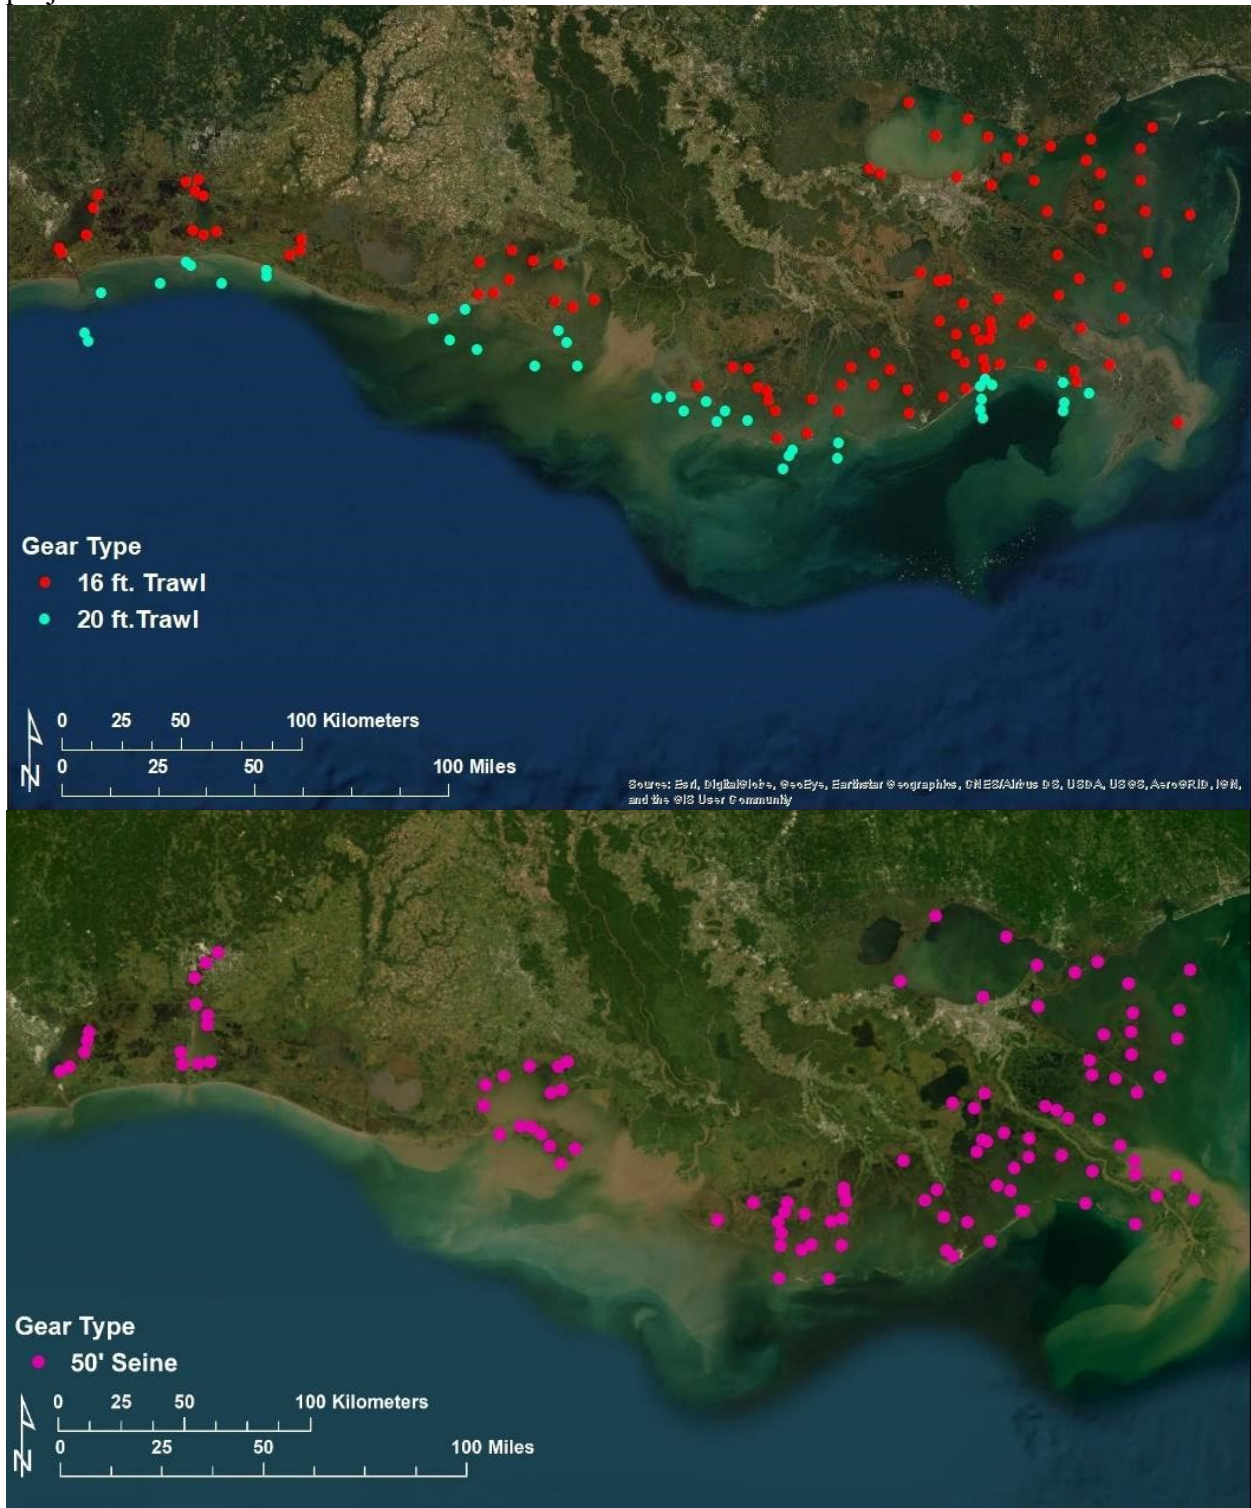 Gear Type
16 ft. Trawl
20 ft.Trawl
0 25 50 100 Kilometers
N
0 25 50 100 Miles
Source: Esri, DigitalGlobe, GeoEye, Earthstar Geographics, CNES/Airbus DS, USDA, USGS, AeroGRID, IGN,
and the GIS User Community
Gear Type
50' Seine
0 25 50 100 Kilometers
N
0 25 50 100 Miles